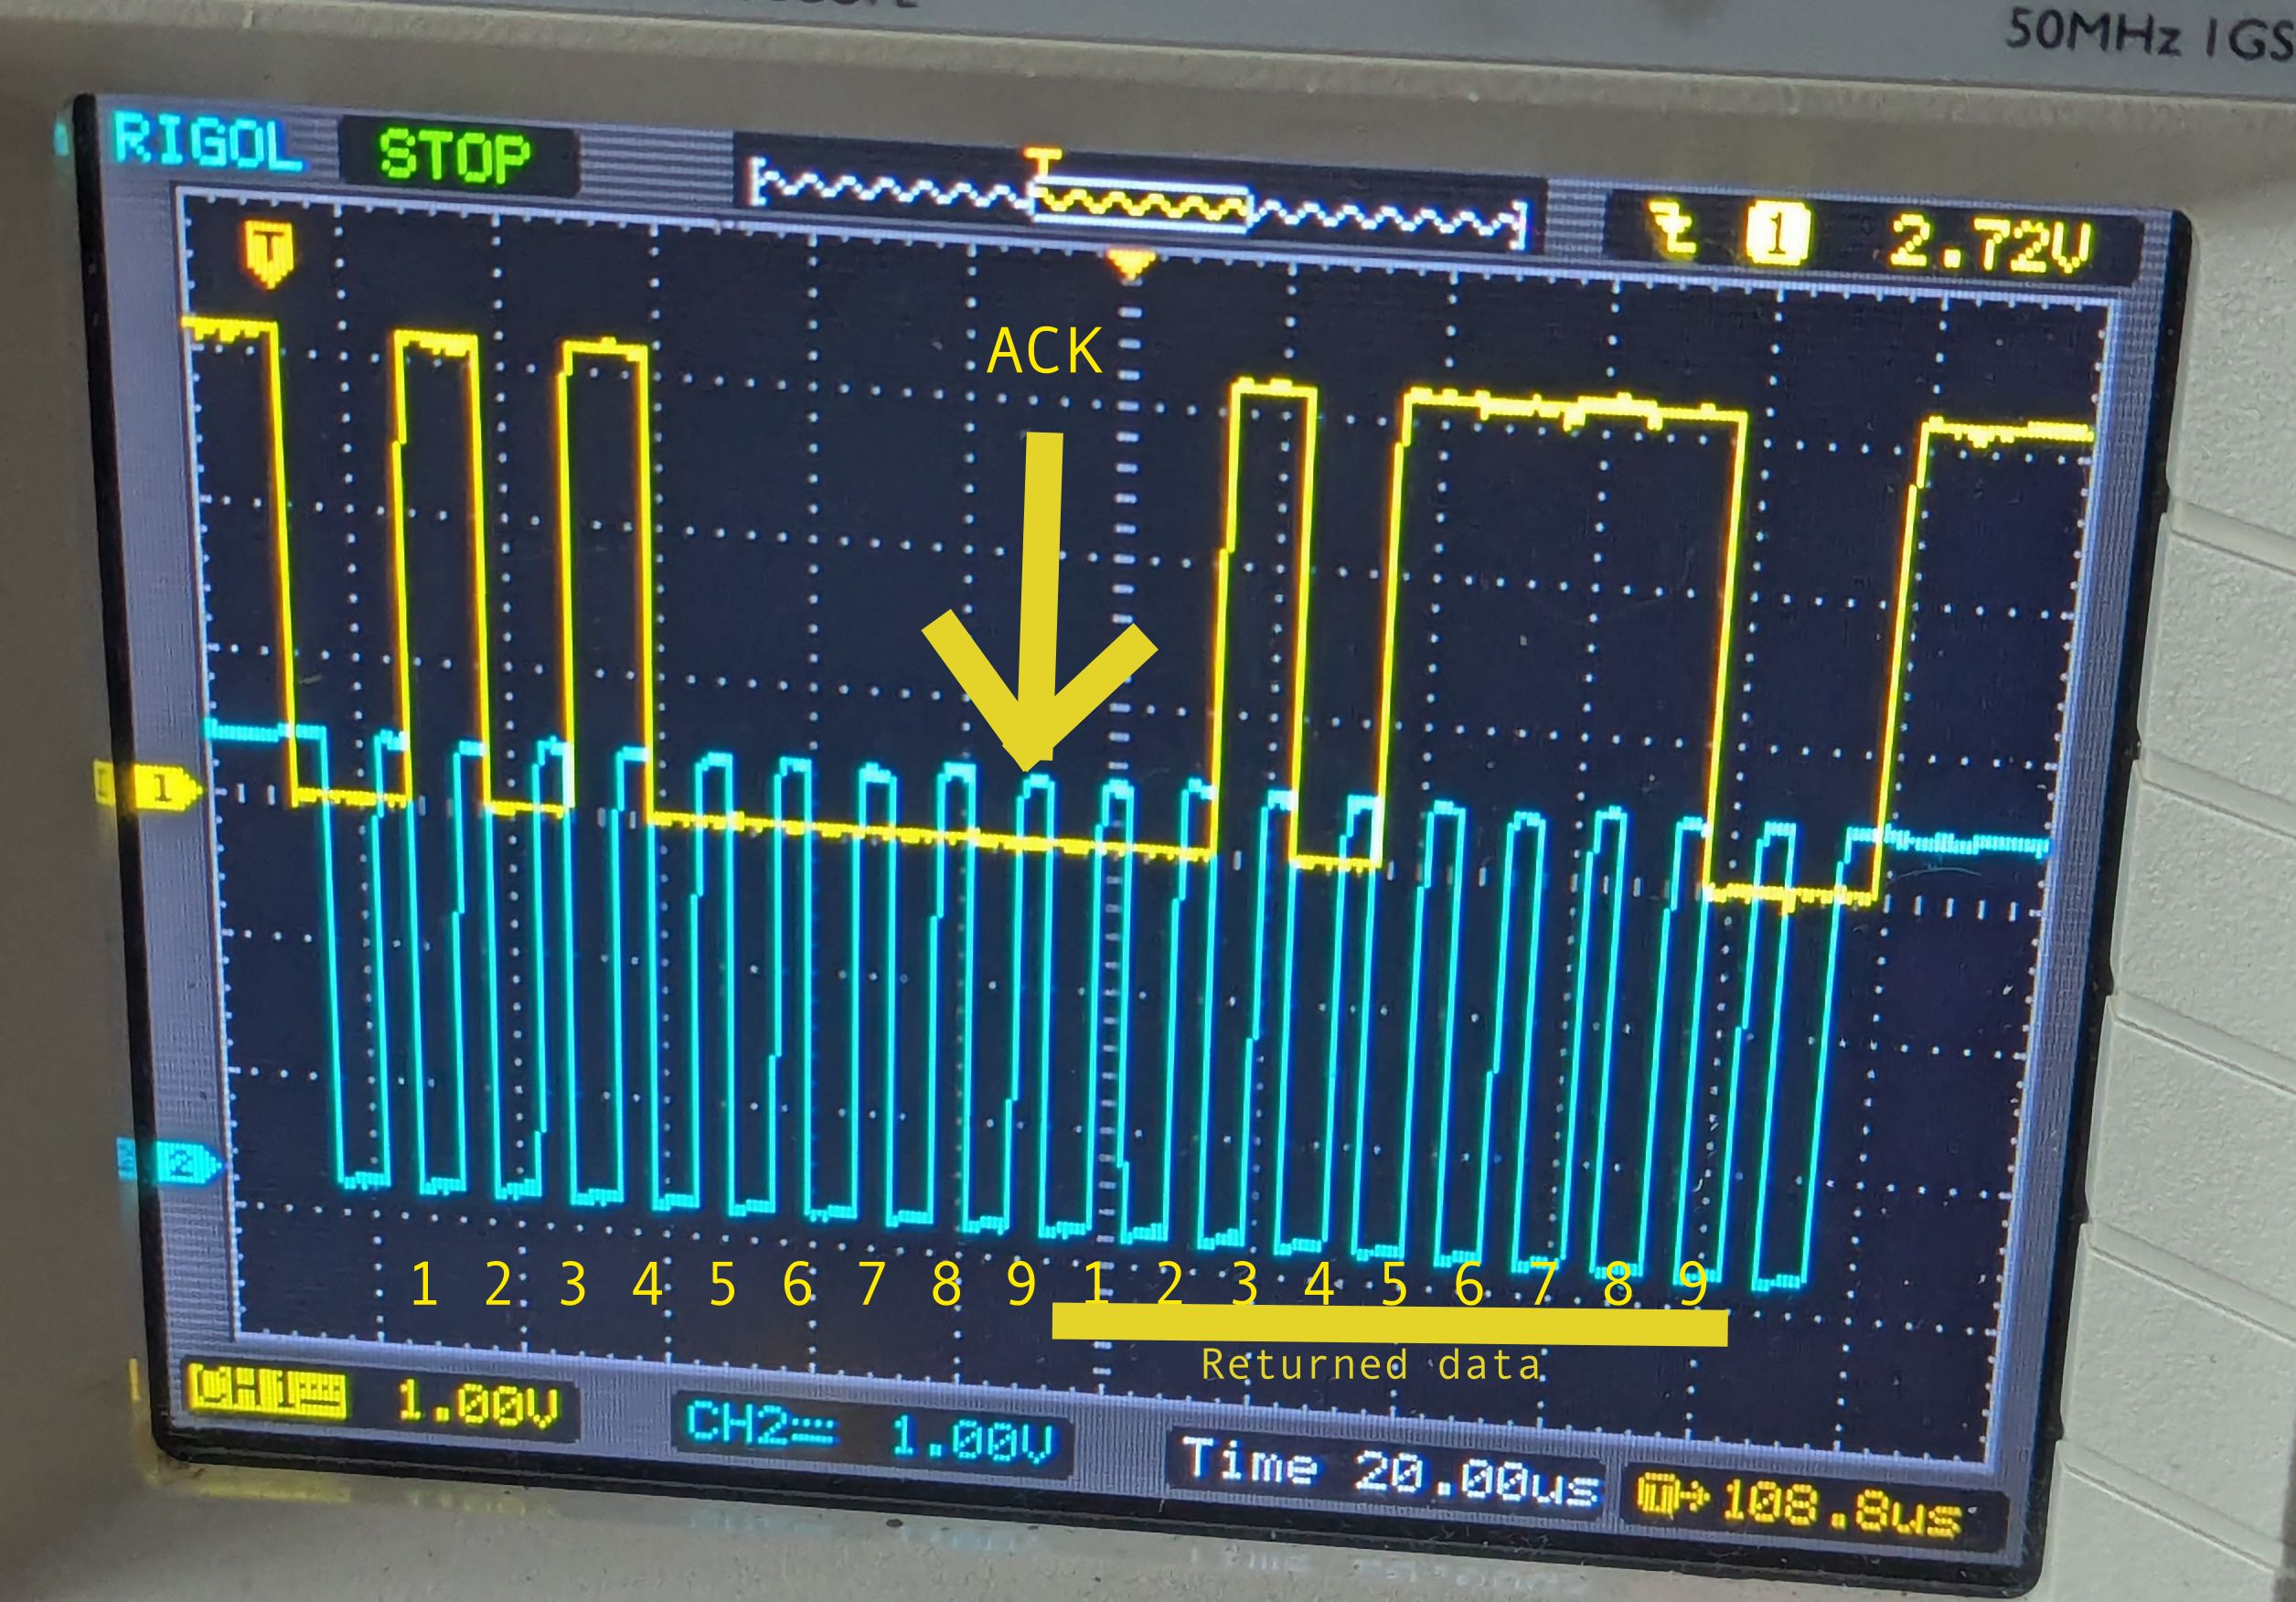 50MHz 1GS
RIGOL STOP T 1 2.72V
T
ACK
1
2
1 2 3 4 5 6 7 8 9 1 2 3 4 5 6 7 8 9
Returned data
1.00V CH2 1.00V Time 20.00us 108.8us